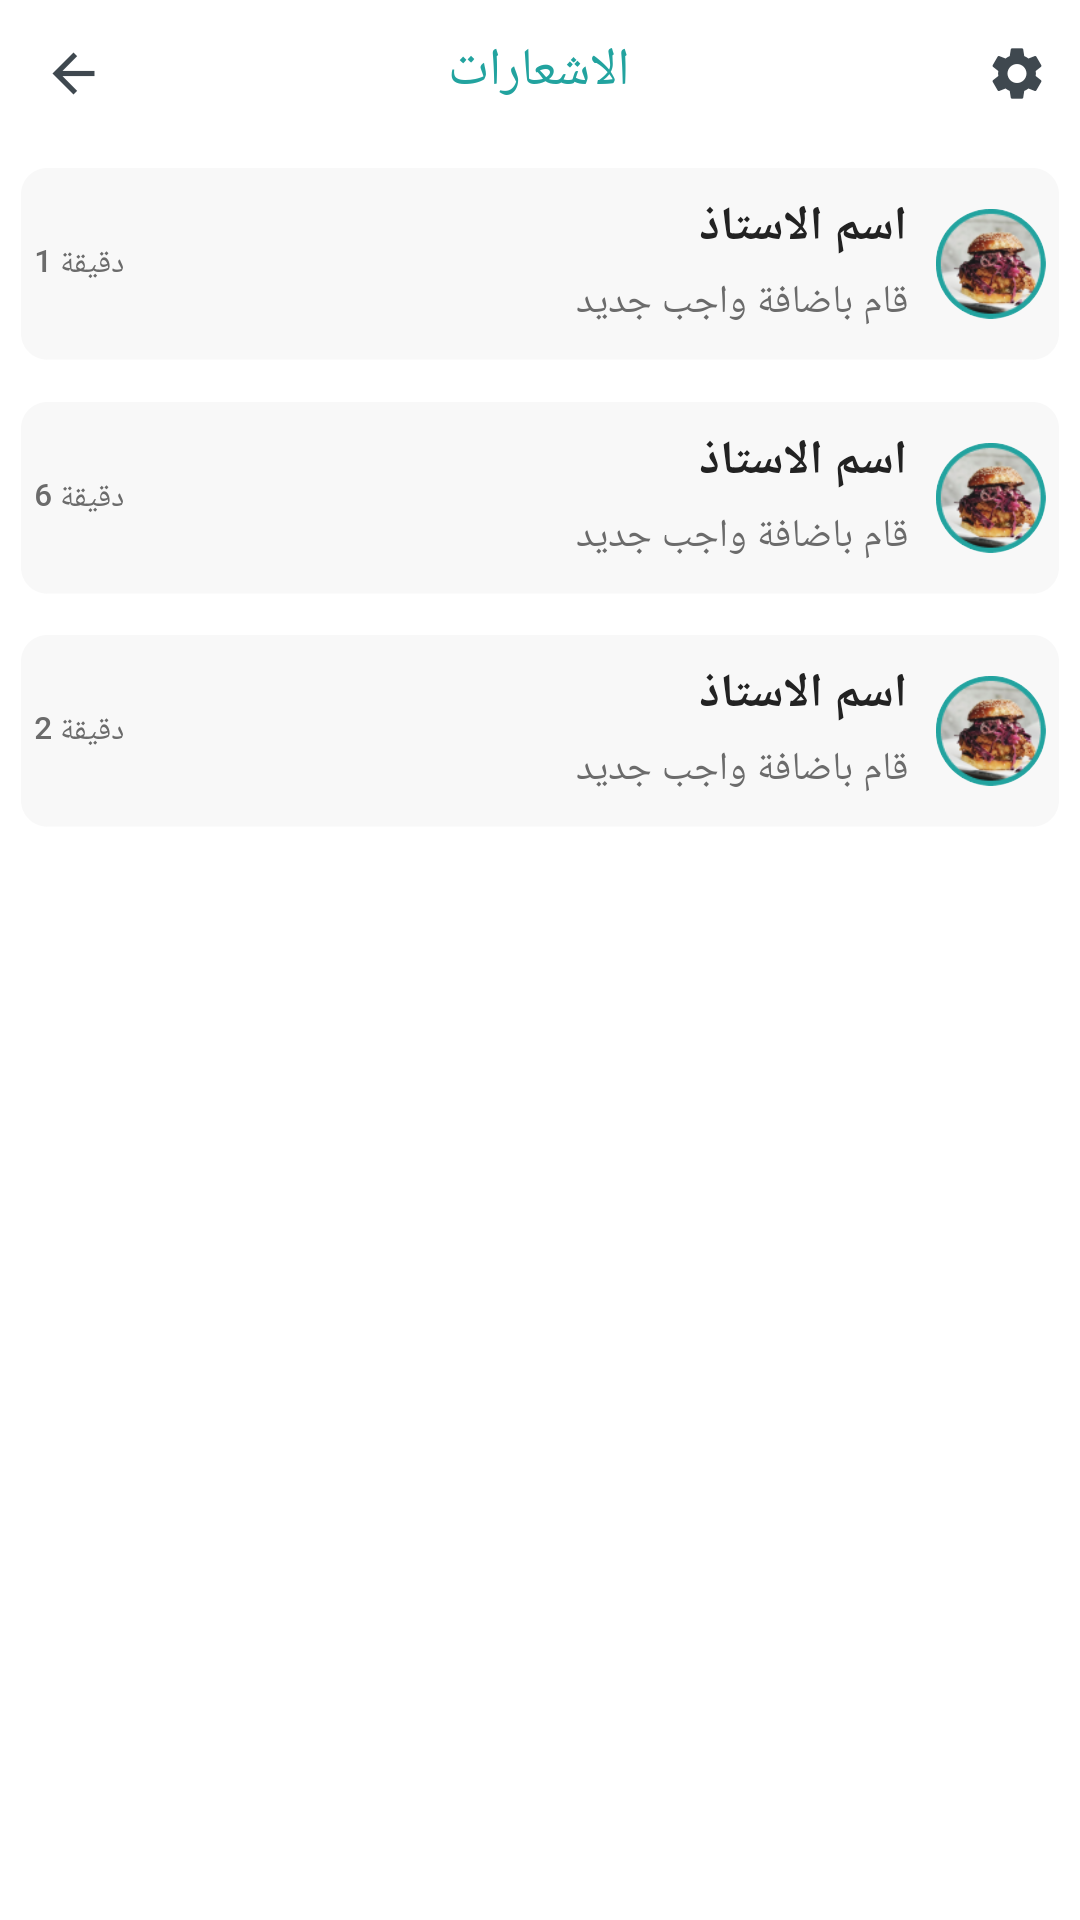 الاشعارات
اسم الاستاذ
قام باضافة واجب جديد
1 دقيقة
اسم الاستاذ
قام باضافة واجب جديد
6 دقيقة
اسم الاستاذ
قام باضافة واجب جديد
2 دقيقة